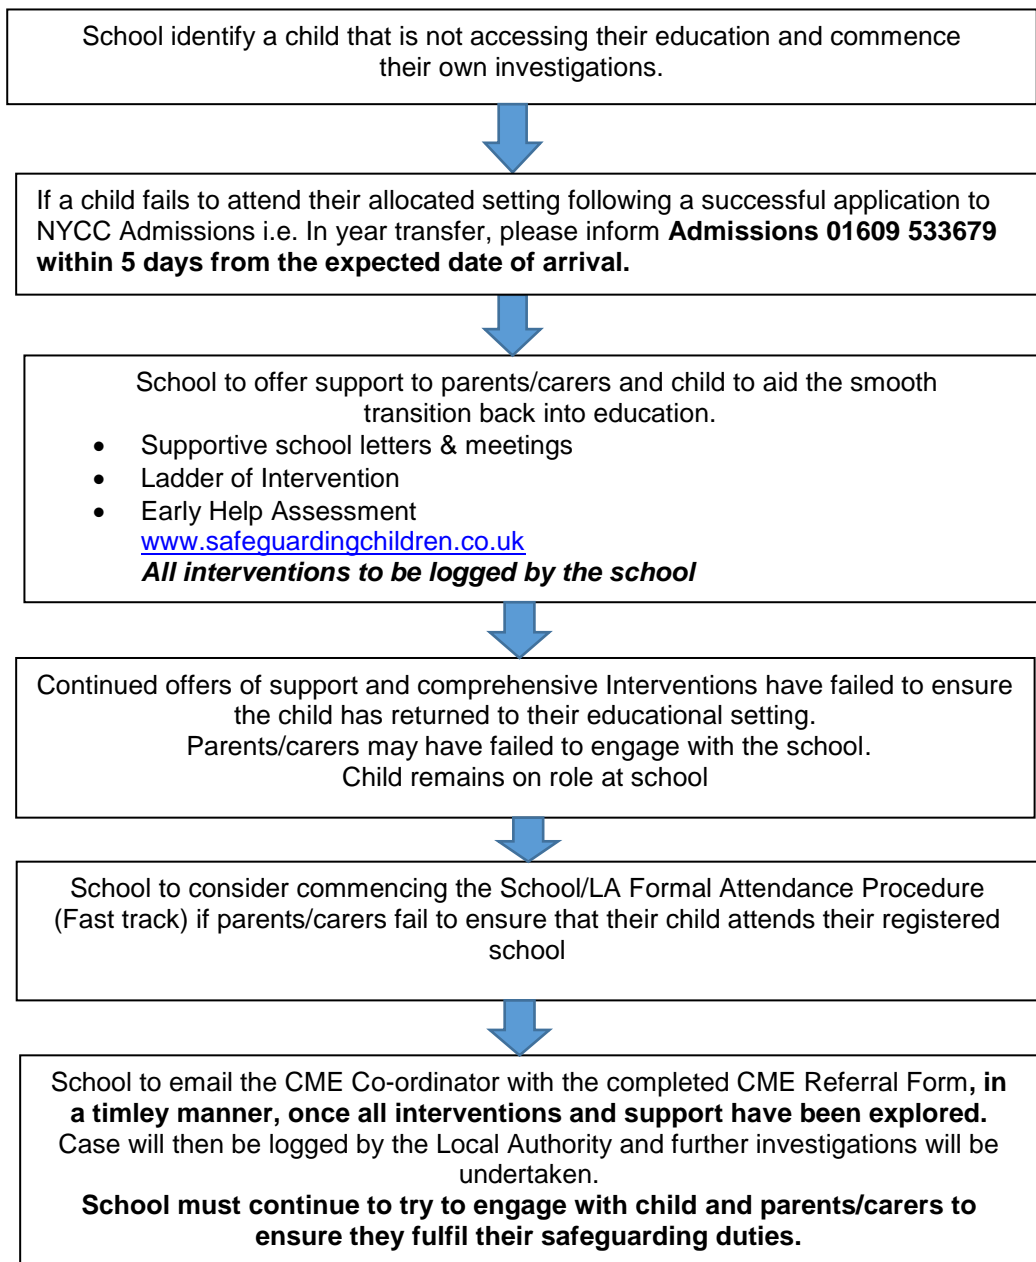 School identify a child that is not accessing their education and commence
their own investigations.
If a child fails to attend their allocated setting following a successful application to
NYCC Admissions i.e. In year transfer, please inform Admissions 01609 533679
within 5 days from the expected date of arrival.
School to offer support to parents/carers and child to aid the smooth
transition back into education.
• Supportive school letters & meetings
• Ladder of Intervention
• Early Help Assessment
www.safeguardingchildren.co.uk
All interventions to be logged by the school
Continued offers of support and comprehensive Interventions have failed to ensure
the child has returned to their educational setting.
Parents/carers may have failed to engage with the school.
Child remains on role at school
School to consider commencing the School/LA Formal Attendance Procedure
(Fast track) if parents/carers fail to ensure that their child attends their registered
school
School to email the CME Co-ordinator with the completed CME Referral Form, in
a timley manner, once all interventions and support have been explored.
Case will then be logged by the Local Authority and further investigations will be
undertaken.
School must continue to try to engage with child and parents/carers to
ensure they fulfil their safeguarding duties.